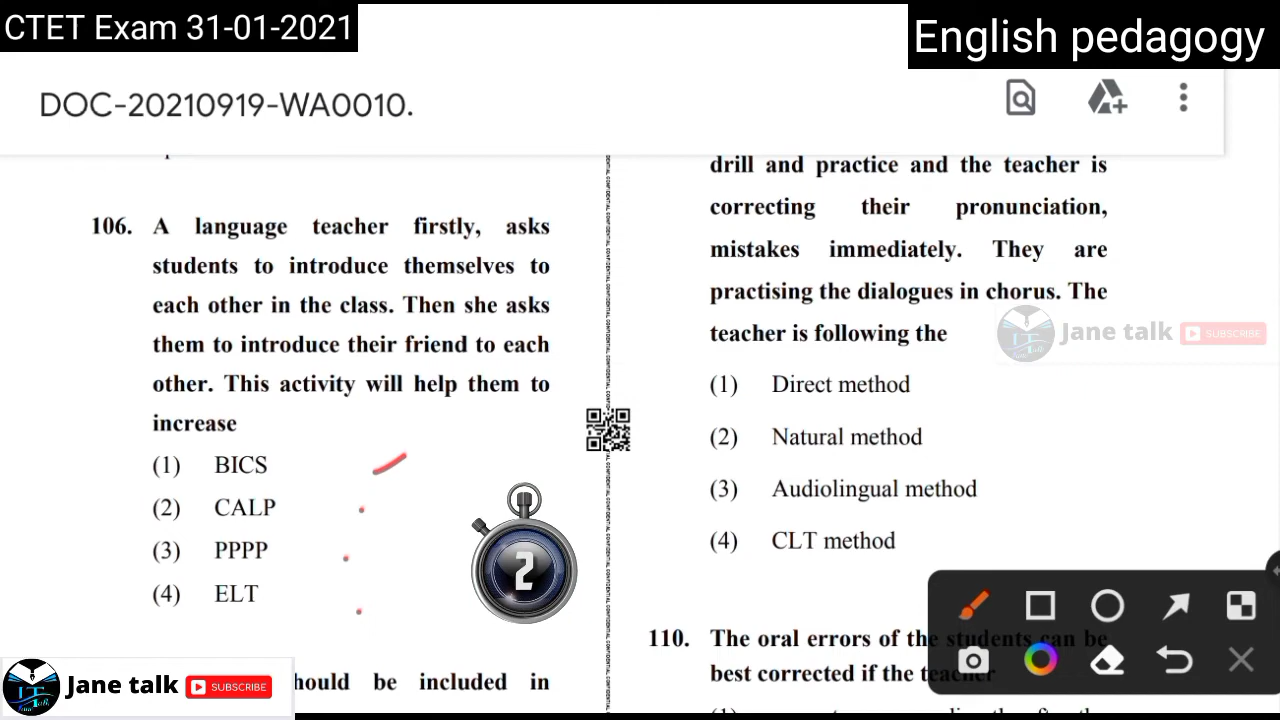 CTET Exam 31-01-2021
English pedagogy
DOC-20210919-WA0010.
106. A language teacher firstly, asks
students to introduce themselves to
each other in the class. Then she asks
them to introduce their friend to each
other. This activity will help them to
increase
(1) BICS
(2) CALP
(3) PPPP
(4) ELT
2
hould be included in
Jane talk
SUBSCRIBE
drill and practice and the teacher is
correcting their pronunciation,
mistakes immediately. They are
practising the dialogues in chorus. The
teacher is following the
Jane talk
SUBSCRIBE
(1) Direct method
(2) Natural method
(3) Audiolingual method
(4) CLT method
110. The oral errors of the students can be
best corrected if the teacher